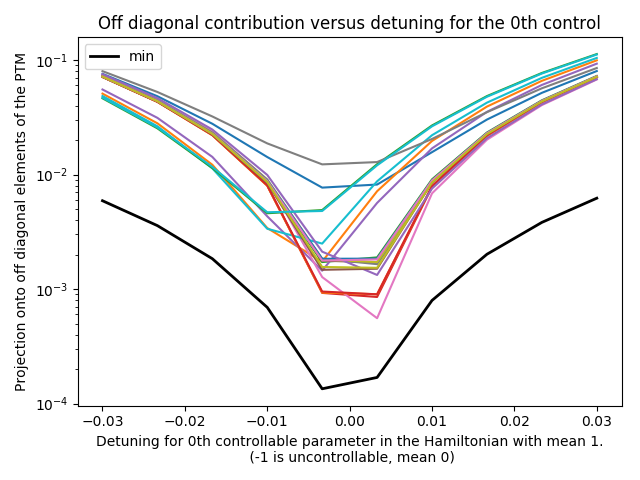 Off diagonal contribution versus detuning for the 0th control
min
Projection onto off diagonal elements of the PTM
10⁻¹
10⁻²
10⁻³
10⁻⁴
−0.03 −0.02 −0.01 0.00 0.01 0.02 0.03
Detuning for 0th controllable parameter in the Hamiltonian with mean 1.
(-1 is uncontrollable, mean 0)